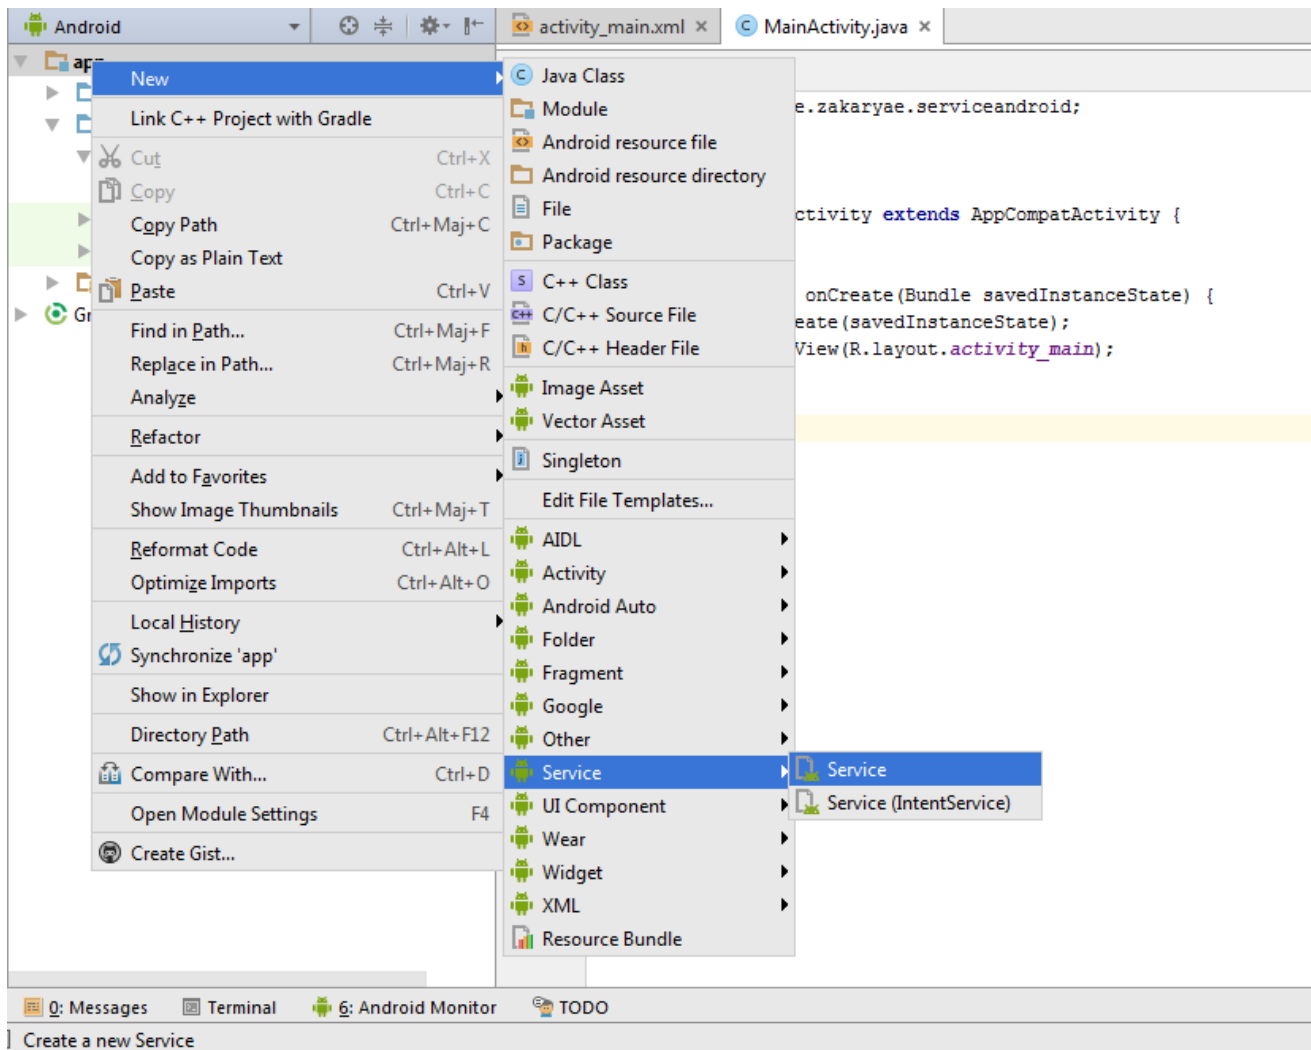 Android
activity_main.xml
MainActivity.java
app
New
Link C++ Project with Gradle
Cut Ctrl+X
Copy Ctrl+C
Copy Path Ctrl+Maj+C
Copy as Plain Text
Paste Ctrl+V
Find in Path... Ctrl+Maj+F
Replace in Path... Ctrl+Maj+R
Analyze
Refactor
Add to Favorites
Show Image Thumbnails Ctrl+Maj+T
Reformat Code Ctrl+Alt+L
Optimize Imports Ctrl+Alt+O
Local History
Synchronize 'app'
Show in Explorer
Directory Path Ctrl+Alt+F12
Compare With... Ctrl+D
Open Module Settings F4
Create Gist...
Gr
Java Class
Module
Android resource file
Android resource directory
File
Package
C++ Class
C/C++ Source File
C/C++ Header File
Image Asset
Vector Asset
Singleton
Edit File Templates...
AIDL
Activity
Android Auto
Folder
Fragment
Google
Other
Service
UI Component
Wear
Widget
XML
Resource Bundle
Service
Service (IntentService)
e.zakaryae.serviceandroid;
ctivity extends AppCompatActivity {
onCreate(Bundle savedInstanceState) {
eate(savedInstanceState);
View(R.layout.activity_main);
0: Messages
Terminal
6: Android Monitor
TODO
Create a new Service